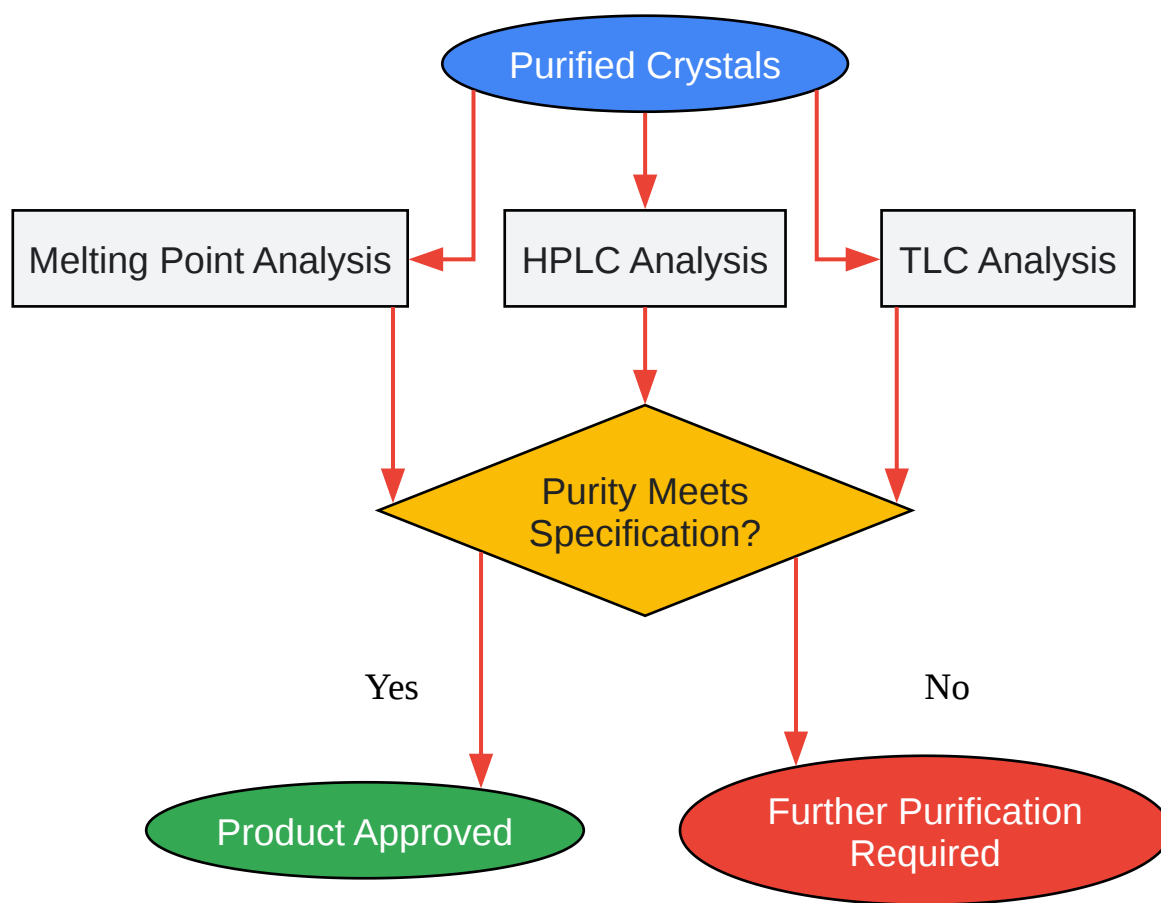 Purified Crystals
Melting Point Analysis
HPLC Analysis
TLC Analysis
Purity Meets
Specification?
Yes
No
Product Approved
Further Purification
Required